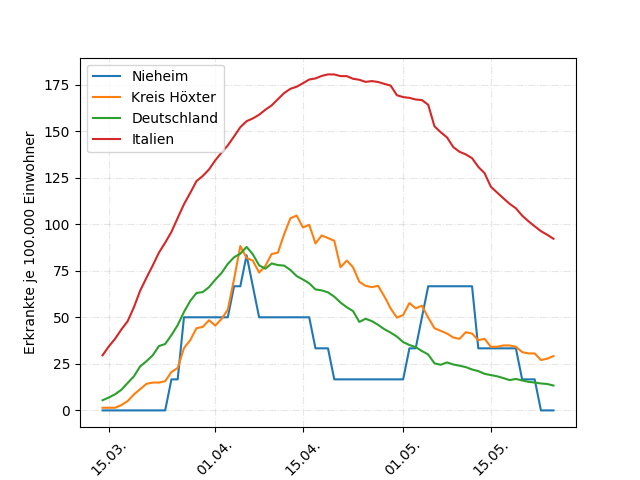 Nieheim
Kreis Höxter
Deutschland
Italien
Erkrankte je 100.000 Einwohner
175
150
125
100
75
50
25
0
15.03.
01.04.
15.04.
01.05.
15.05.